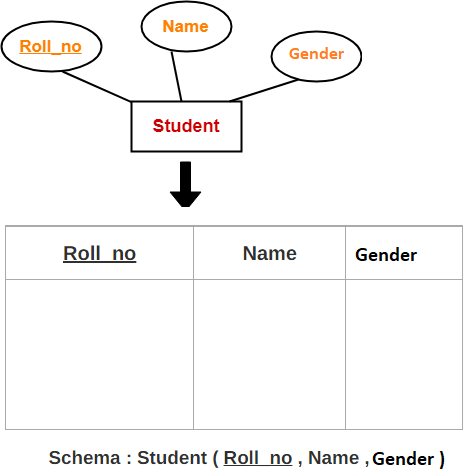 Name
Roll_no
Gender
Student
Roll_no Name Gender
Schema : Student ( Roll_no , Name , Gender )